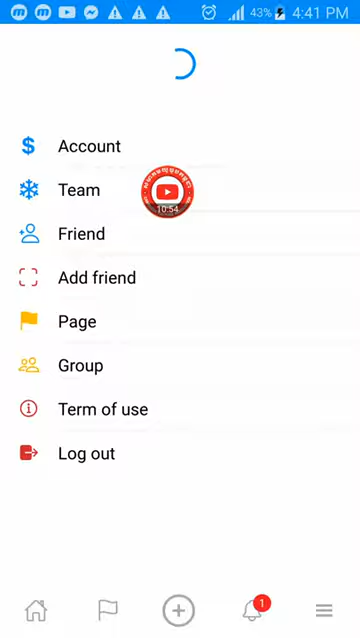 43% 4:41 PM
Account
Team
10:54
Friend
Add friend
Page
Group
Term of use
Log out
1